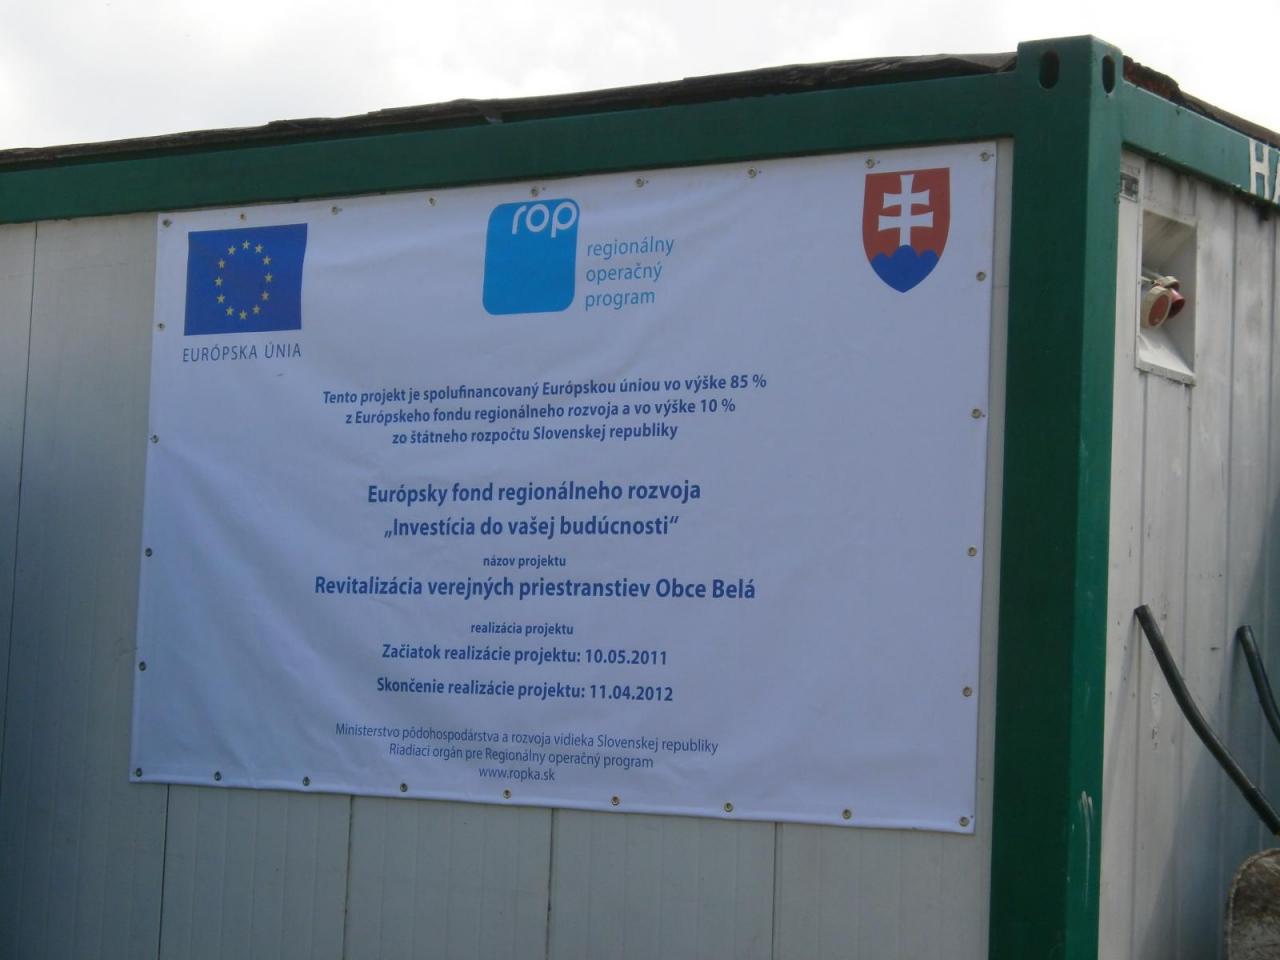 rop
regionálny
operačný
program
EURÓPSKA ÚNIA
Tento projekt je spolufinancovaný Európskou úniou vo výške 85 %
z Európskeho fondu regionálneho rozvoja a vo výške 10 %
zo štátneho rozpočtu Slovenskej republiky
Európsky fond regionálneho rozvoja
„Investícia do vašej budúcnosti“
názov projektu
Revitalizácia verejných priestranstiev Obce Belá
realizácia projektu
Začiatok realizácie projektu: 10.05.2011
Skončenie realizácie projektu: 11.04.2012
Ministerstvo pôdohospodárstva a rozvoja vidieka Slovenskej republiky
Riadiaci orgán pre Regionálny operačný program
www.ropka.sk